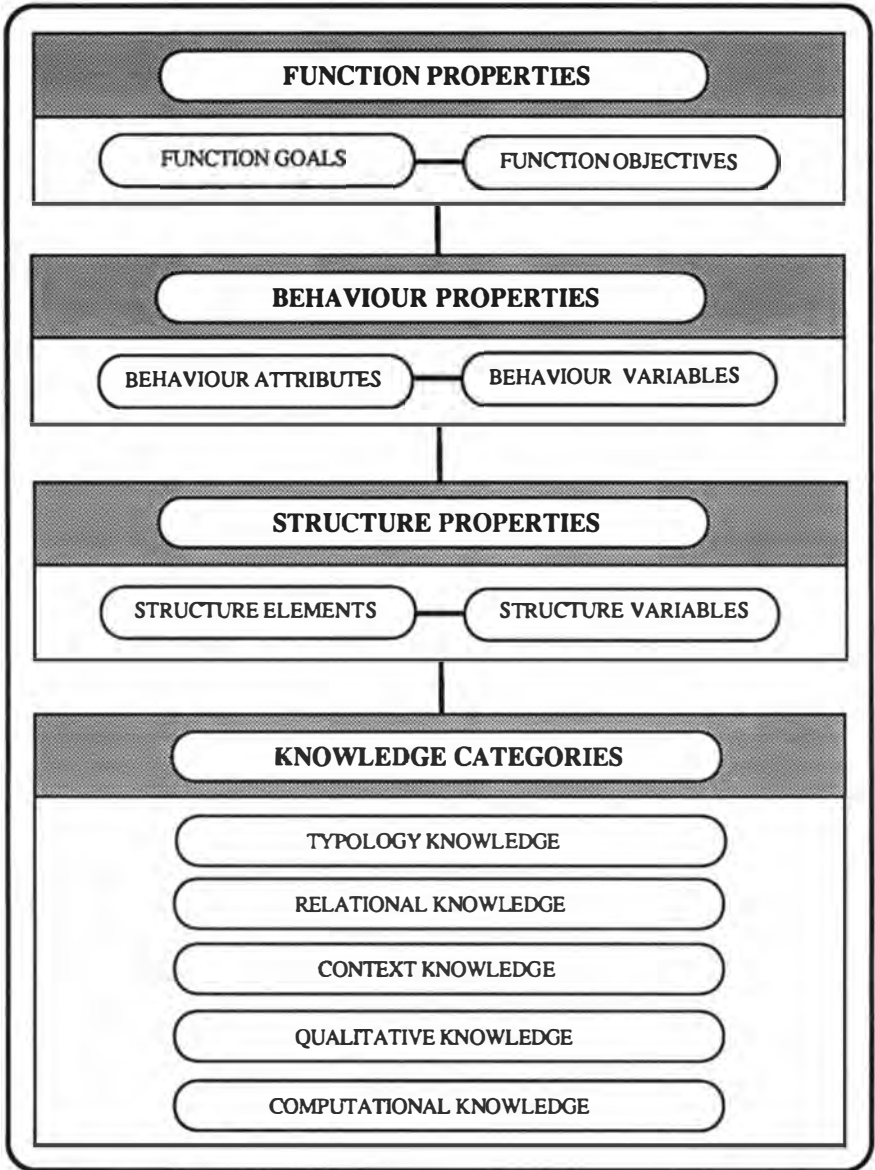 FUNCTION PROPERTIES
FUNCTION GOALS
FUNCTION OBJECTIVES
BEHAVIOUR PROPERTIES
BEHAVIOUR ATTRIBUTES
BEHAVIOUR VARIABLES
STRUCTURE PROPERTIES
STRUCTURE ELEMENTS
STRUCTURE VARIABLES
KNOWLEDGE CATEGORIES
TYPOLOGY KNOWLEDGE
RELATIONAL KNOWLEDGE
CONTEXT KNOWLEDGE
QUALITATIVE KNOWLEDGE
COMPUTATIONAL KNOWLEDGE